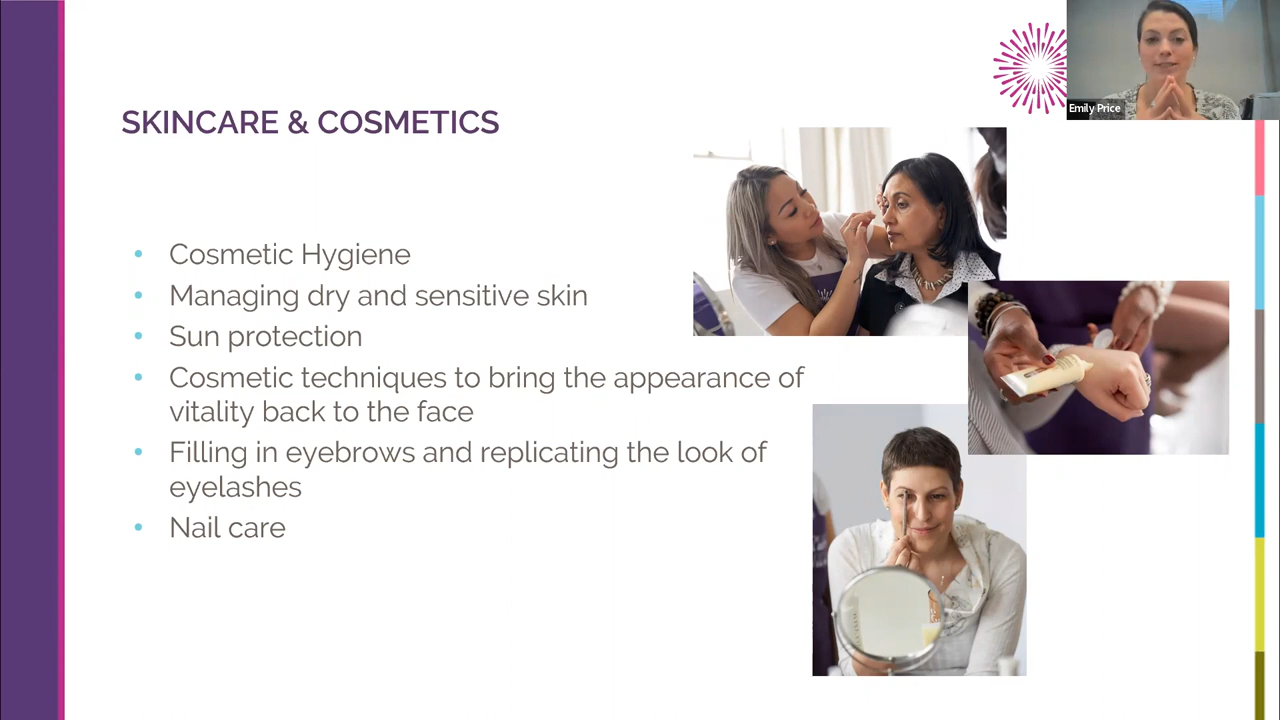 Emily Price
SKINCARE & COSMETICS
• Cosmetic Hygiene
• Managing dry and sensitive skin
• Sun protection
• Cosmetic techniques to bring the appearance of
vitality back to the face
• Filling in eyebrows and replicating the look of
eyelashes
• Nail care